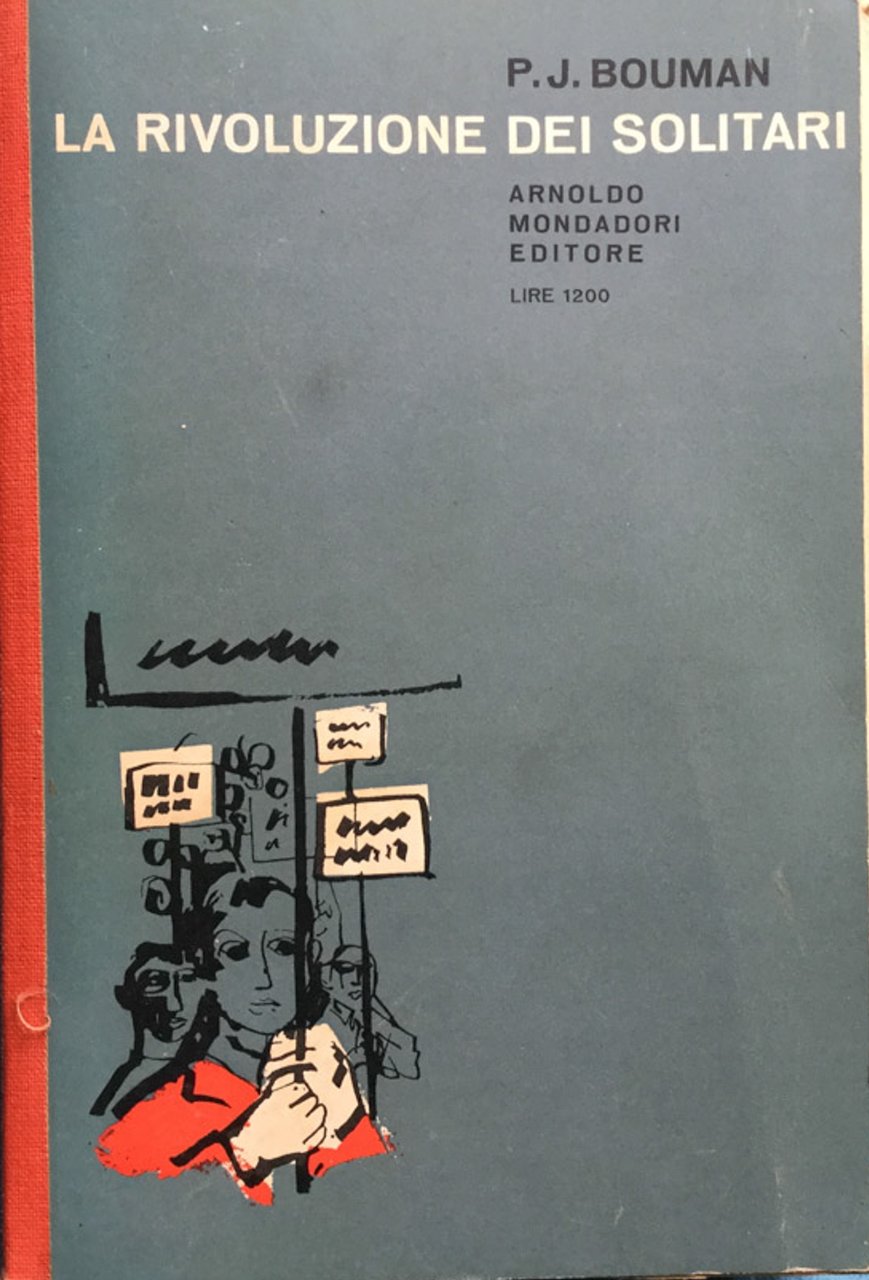 P.J. BOUMAN
LA RIVOLUZIONE DEI SOLITARI
ARNOLDO
MONDADORI
EDITORE
LIRE 1200